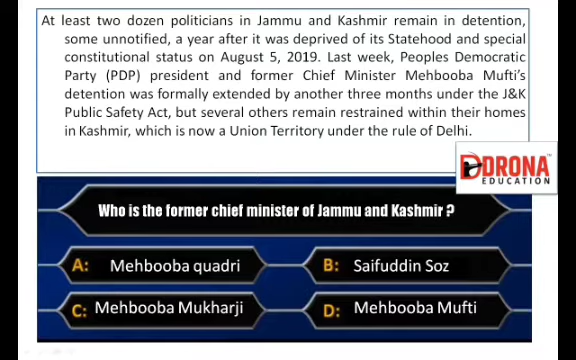 At least two dozen politicians in Jammu and Kashmir remain in detention,
some unnotified, a year after it was deprived of its Statehood and special
constitutional status on August 5, 2019. Last week, Peoples Democratic
Party (PDP) president and former Chief Minister Mehbooba Mufti's
detention was formally extended by another three months under the J&K
Public Safety Act, but several others remain restrained within their homes
in Kashmir, which is now a Union Territory under the rule of Delhi.
DRONA
EDUCATION
Who is the former chief minister of Jammu and Kashmir ?
A: Mehbooba quadri
B: Saifuddin Soz
C: Mehbooba Mukharji
D: Mehbooba Mufti